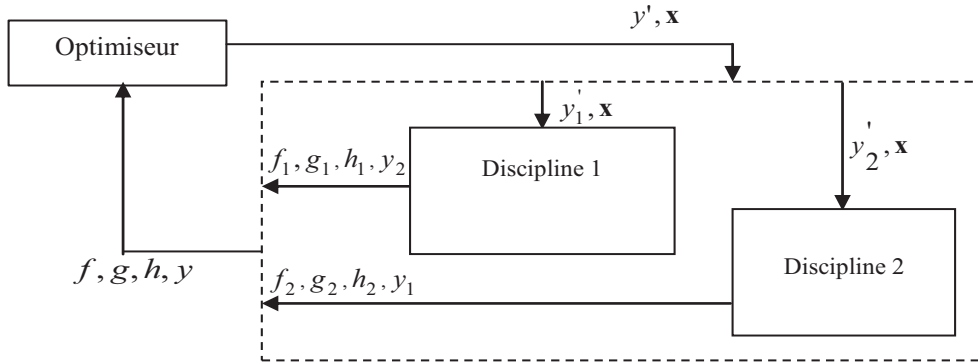 y', x
Optimiseur
y'₁, x
f₁, g₁, h₁, y₂
Discipline 1
y'₂, x
f, g, h, y
f₂, g₂, h₂, y₁
Discipline 2